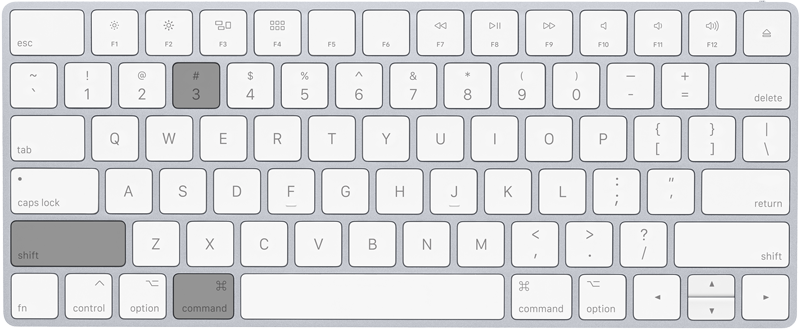 esc F1 F2 F3 F4 F5 F6 F7 F8 F9 F10 F11 F12
~ ! @ # $ % ^ & * ( ) — +
` 1 2 3 4 5 6 7 8 9 0 - = delete
tab Q W E R T Y U I O P { [ } ] | \
caps lock A S D F G H J K L : ; " ' return
shift Z X C V B N M < , > . ? / shift
fn control option ⌘ command ⌘ command option